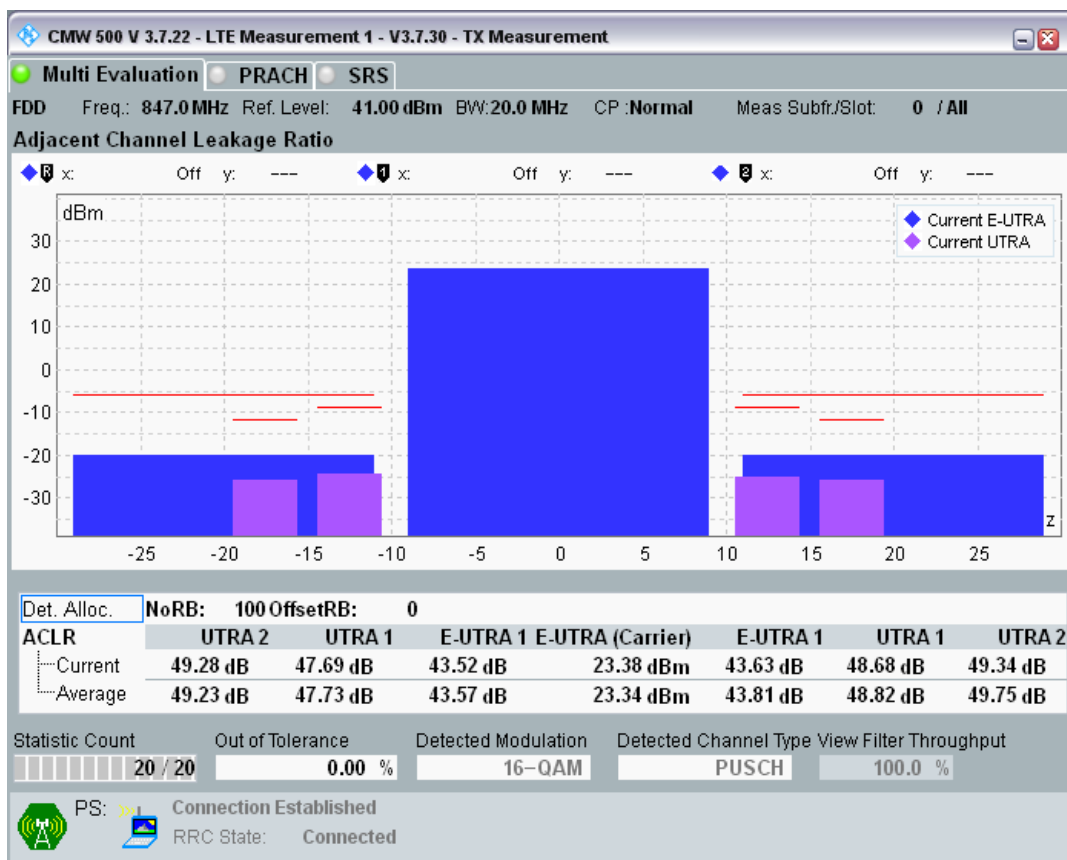 CMW 500 V 3.7.22 - LTE Measurement 1 - V3.7.30 - TX Measurement
Multi Evaluation PRACH SRS
FDD Freq.: 847.0 MHz Ref. Level: 41.00 dBm BW:20.0 MHz CP :Normal Meas Subfr./Slot: 0 / All
Adjacent Channel Leakage Ratio
R x: Off y: --- 1 x: Off y: --- 2 x: Off y: ---
dBm
Current E-UTRA
Current UTRA
30
20
10
0
-10
-20
-30
z
-25 -20 -15 -10 -5 0 5 10 15 20 25
Det. Alloc. NoRB: 100 OffsetRB: 0
ACLR UTRA 2 UTRA 1 E-UTRA 1 E-UTRA (Carrier) E-UTRA 1 UTRA 1 UTRA 2
Current 49.28 dB 47.69 dB 43.52 dB 23.38 dBm 43.63 dB 48.68 dB 49.34 dB
Average 49.23 dB 47.73 dB 43.57 dB 23.34 dBm 43.81 dB 48.82 dB 49.75 dB
Statistic Count Out of Tolerance Detected Modulation Detected Channel Type View Filter Throughput
20 / 20 0.00 % 16-QAM PUSCH 100.0 %
PS: Connection Established
RRC State: Connected